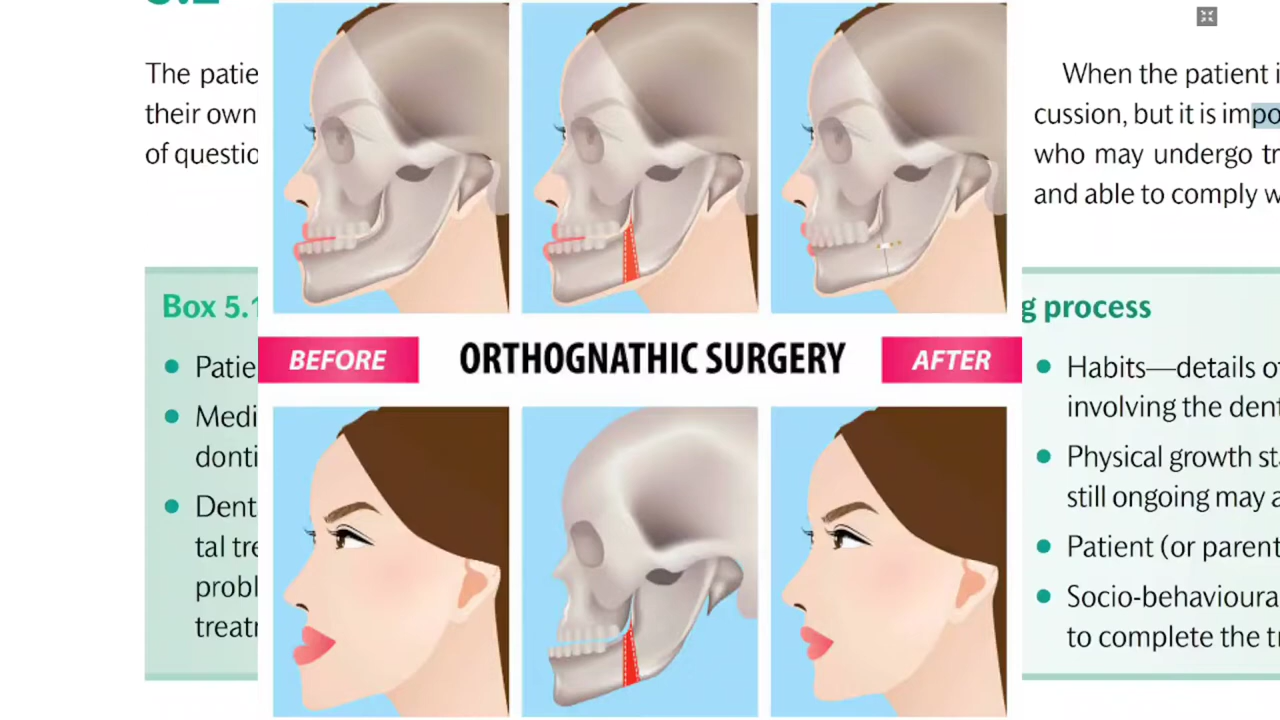 The
their own
of questio
When the patient i
cussion, but it is impo
who may undergo tr
and able to comply w
BEFORE
ORTHOGNATHIC SURGERY
AFTER
Box 5.1
g process
Patie
Medi
donti
Dent
tal tre
probl
treatr
Habits—details o
involving the dent
Physical growth st
still ongoing may a
Patient (or parent
Socio-behavioura
to complete the tr